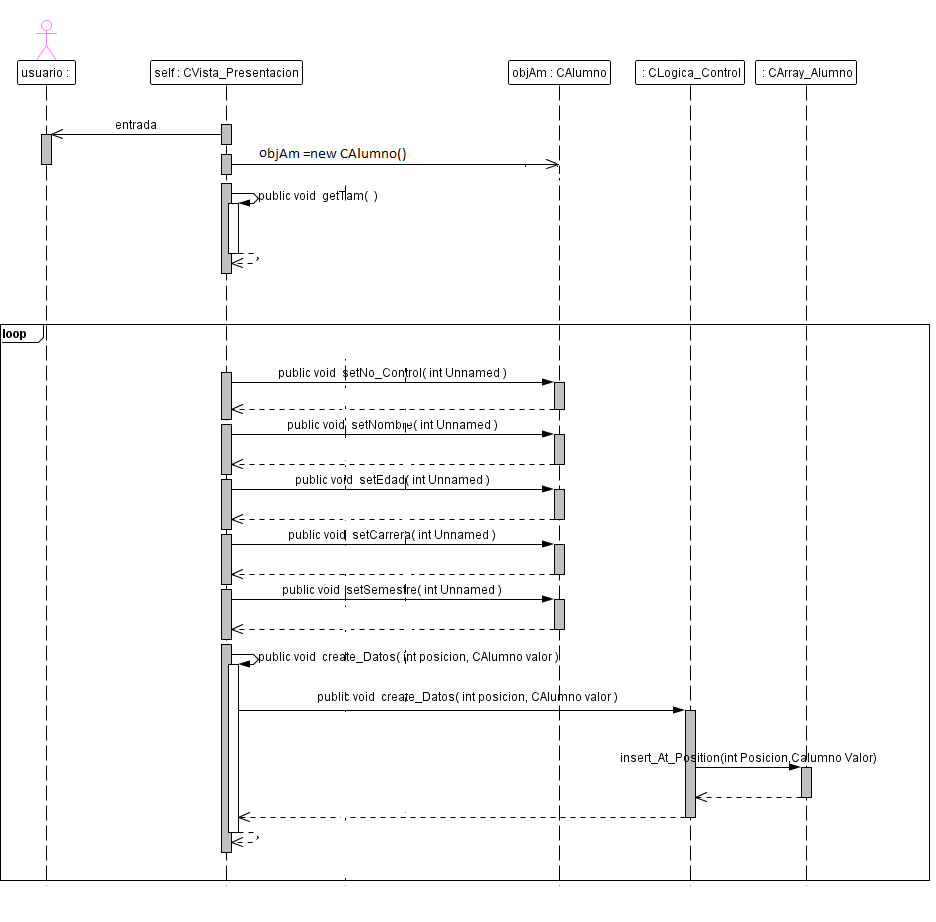 usuario :
self : CVista_Presentacion
objAm : CAlumno
: CLogica_Control
: CArray_Alumno
entrada
objAm =new CAlumno()
public void getTam( )
loop
public void setNo_Control( int Unnamed )
public void setNombre( int Unnamed )
public void setEdad( int Unnamed )
public void setCarrera( int Unnamed )
public void setSemestre( int Unnamed )
public void create_Datos( int posicion, CAlumno valor )
public void create_Datos( int posicion, CAlumno valor )
insert_At_Position(int Posicion,Calumno Valor)